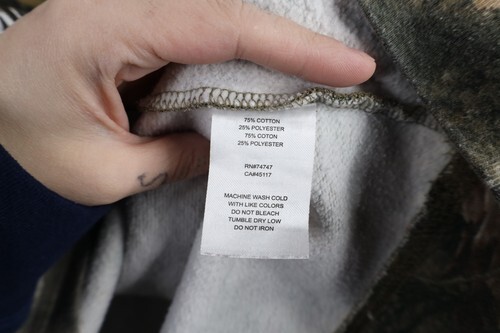 75% COTTON
25% POLYESTER
75% COTON
25% POLYESTER
RN#74747
CA#45117
MACHINE WASH COLD
WITH LIKE COLORS
DO NOT BLEACH
TUMBLE DRY LOW
DO NOT IRON